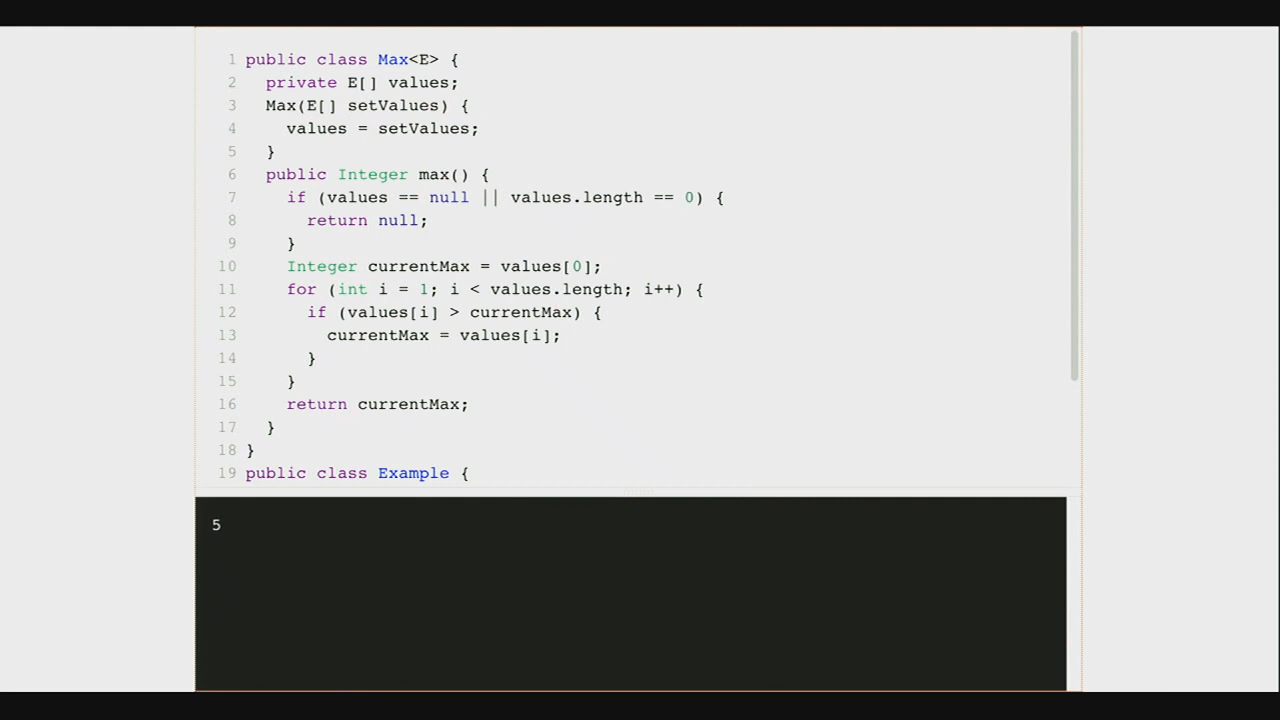 1 public class Max<E> {
2   private E[] values;
3   Max(E[] setValues) {
4     values = setValues;
5   }
6   public Integer max() {
7     if (values == null || values.length == 0) {
8       return null;
9     }
10     Integer currentMax = values[0];
11     for (int i = 1; i < values.length; i++) {
12       if (values[i] > currentMax) {
13         currentMax = values[i];
14       }
15     }
16     return currentMax;
17   }
18 }
19 public class Example {
5